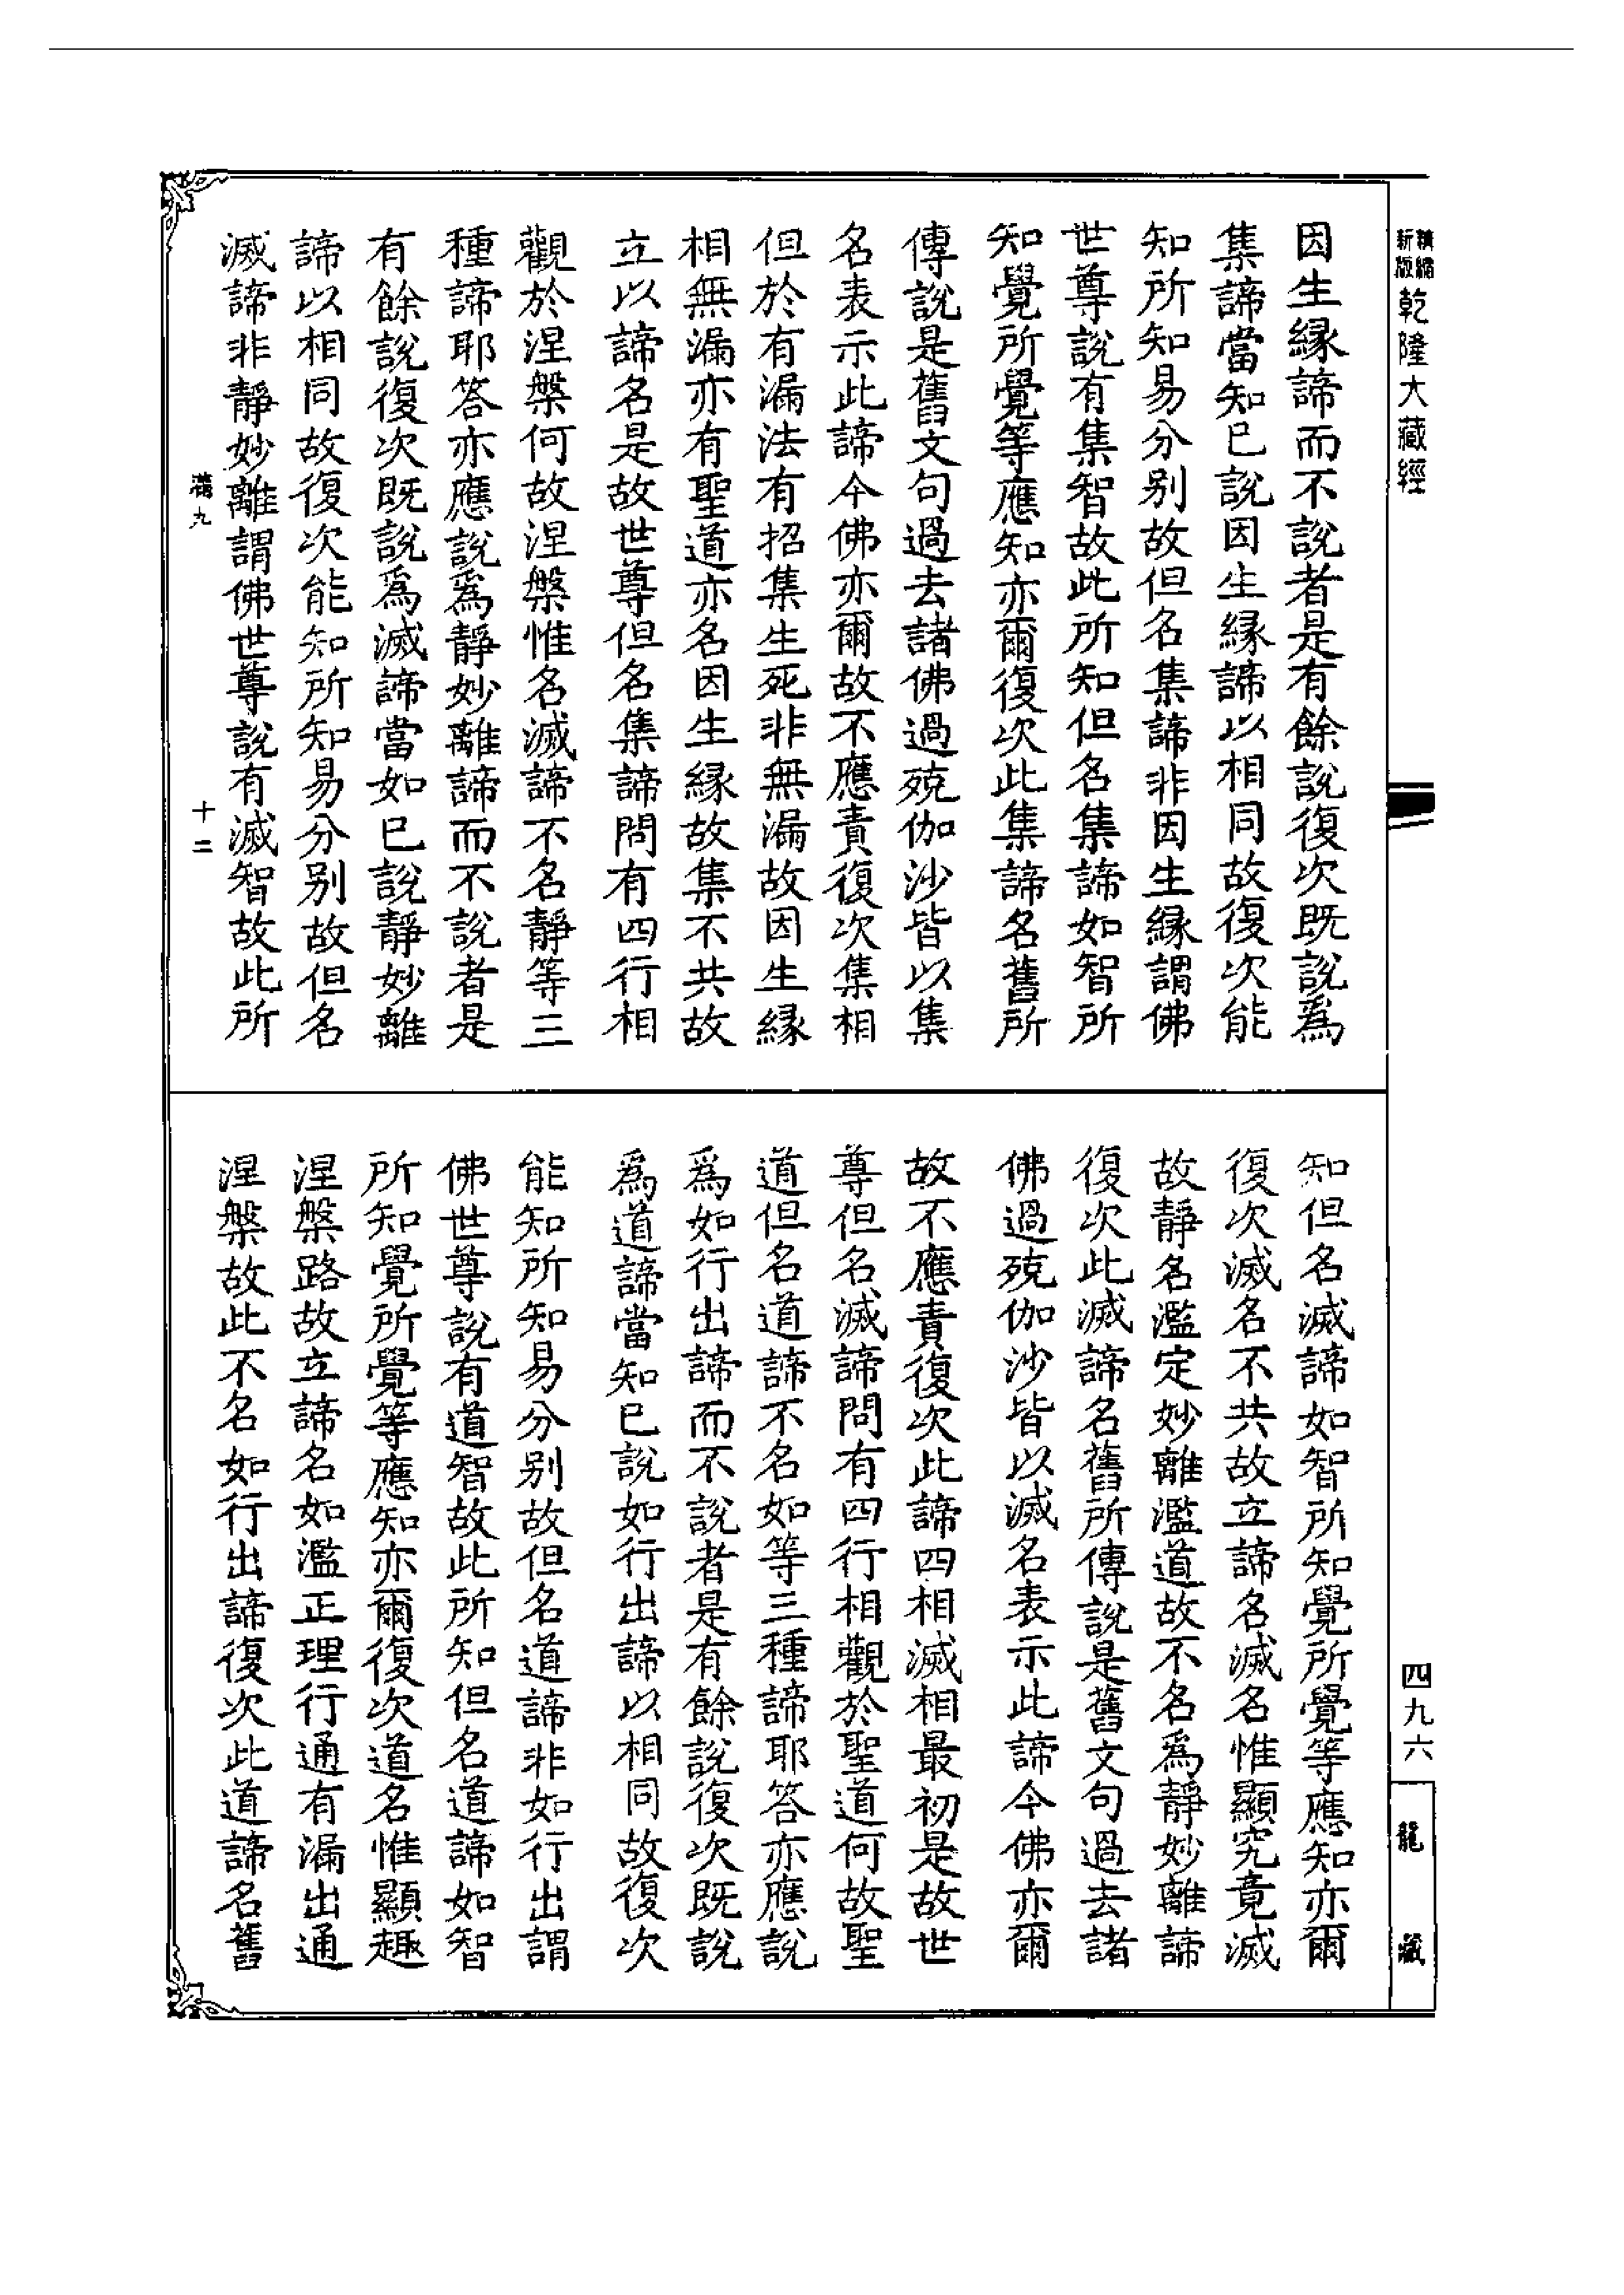 精縮
新版
乾隆大藏經
因生緣諦而不說者是有餘說復次既說爲
集諦當知已說因生緣諦以相同故復次能
知所知易分别故但名集諦非因生緣謂佛
世尊說有集智故此所知但名集諦如智所
知覺所覺等應知亦爾復次此集諦名舊所
傳說是舊文句過去諸佛過殑伽沙皆以集
名表示此諦今佛亦爾故不應責復次集相
但於有漏法有招集生死非無漏故因生緣
相無漏亦有聖道亦名因生緣故集不共故
立以諦名是故世尊但名集諦問有四行相
觀於涅槃何故涅槃惟名滅諦不名靜等三
種諦耶答亦應說爲靜妙離諦而不說者是
有餘說復次既說爲滅諦當如已說靜妙離
諦以相同故復次能知所知易分别故但名
滅諦非靜妙離謂佛世尊說有滅智故此所
滿九
十二
知但名滅諦如智所知覺所覺等應知亦爾
復次滅名不共故立諦名滅名惟顯究竟滅
故靜名濫定妙離濫道故不名爲靜妙離諦
復次此滅諦名舊所傳說是舊文句過去諸
佛過殑伽沙皆以滅名表示此諦今佛亦爾
故不應責復次此諦四相滅相最初是故世
尊但名滅諦問有四行相觀於聖道何故聖
道但名道諦不名如等三種諦耶答亦應說
爲如行出諦而不說者是有餘說復次既說
爲道諦當知已說如行出諦以相同故復次
能知所知易分别故但名道諦非如行出謂
佛世尊說有道智故此所知但名道諦如智
所知覺所覺等應知亦爾復次道名惟顯趣
涅槃路故立諦名如濫正理行通有漏出通
涅槃故此不名如行出諦復次此道諦名舊
四九六
龍藏